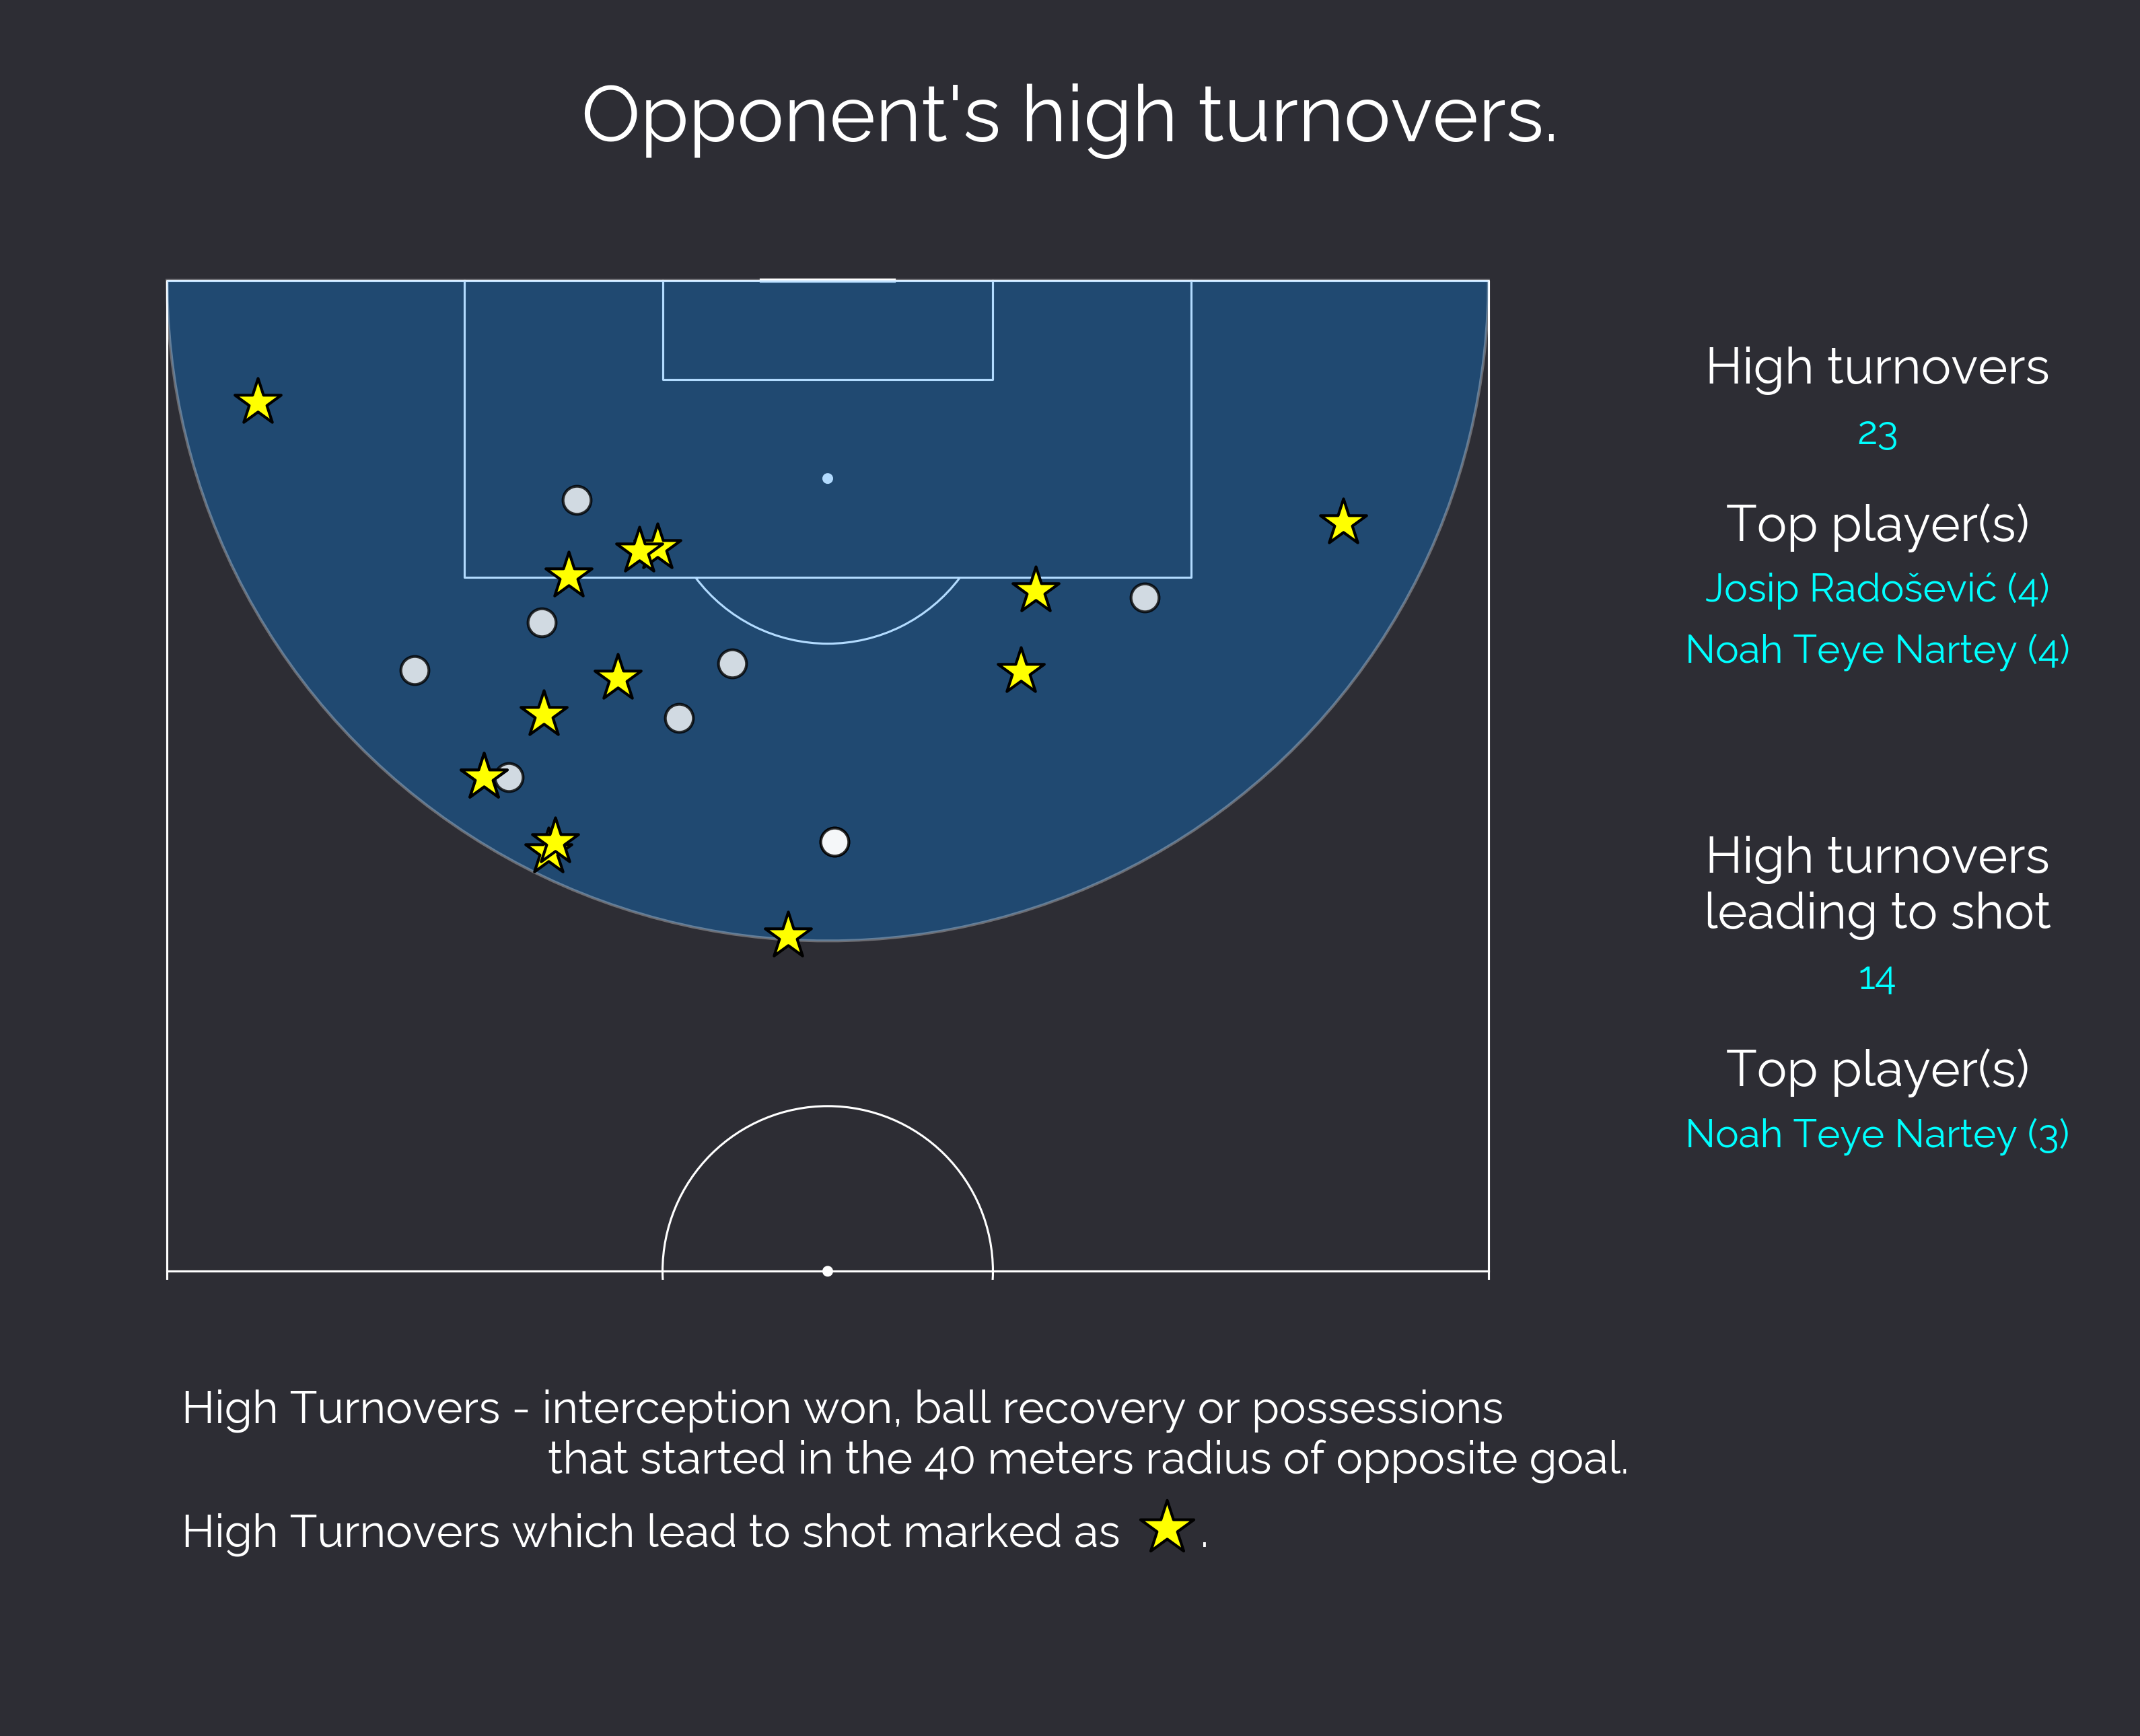 Opponent's high turnovers.
High turnovers
23
Top player(s)
Josip Radošević (4)
Noah Teye Nartey (4)
High turnovers
leading to shot
14
Top player(s)
Noah Teye Nartey (3)
High Turnovers - interception won, ball recovery or possessions
that started in the 40 meters radius of opposite goal.
High Turnovers which lead to shot marked as .